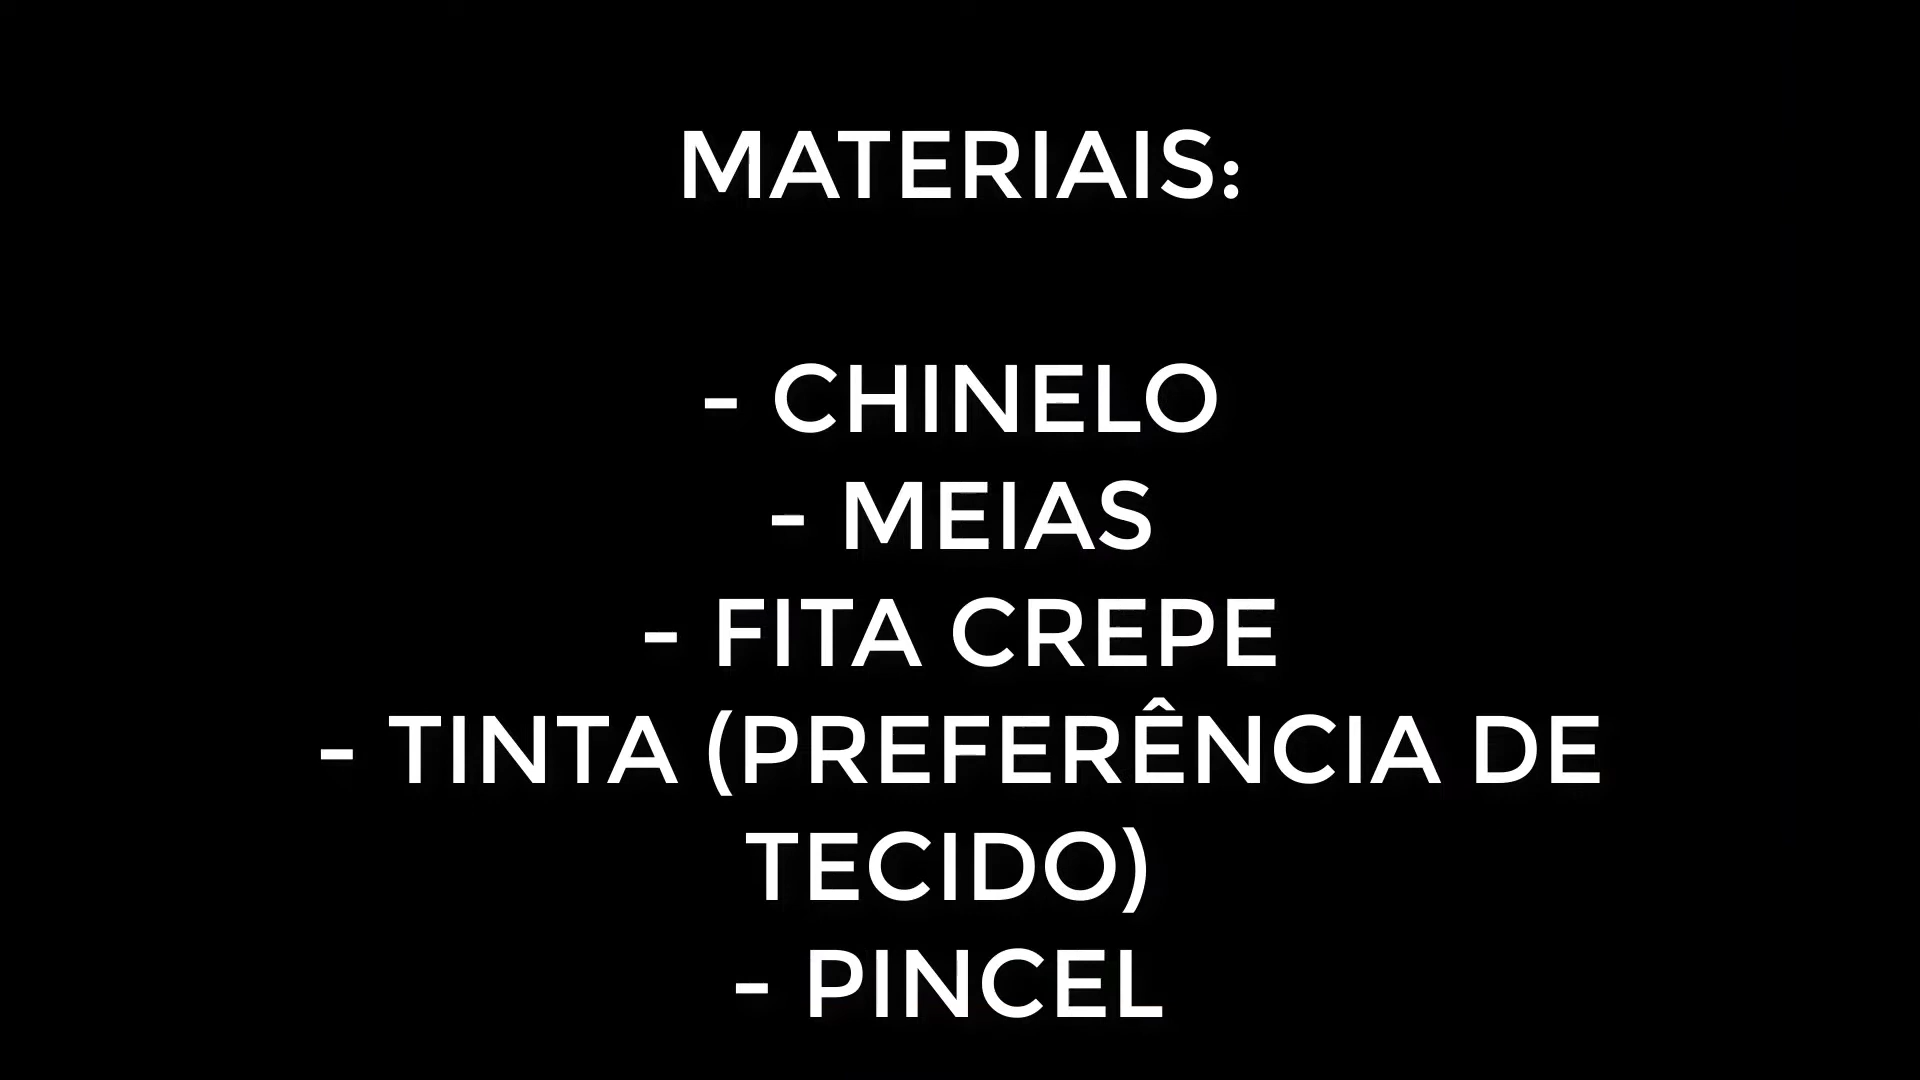 MATERIAIS:
- CHINELO
- MEIAS
- FITA CREPE
- TINTA (PREFERÊNCIA DE
TECIDO)
- PINCEL